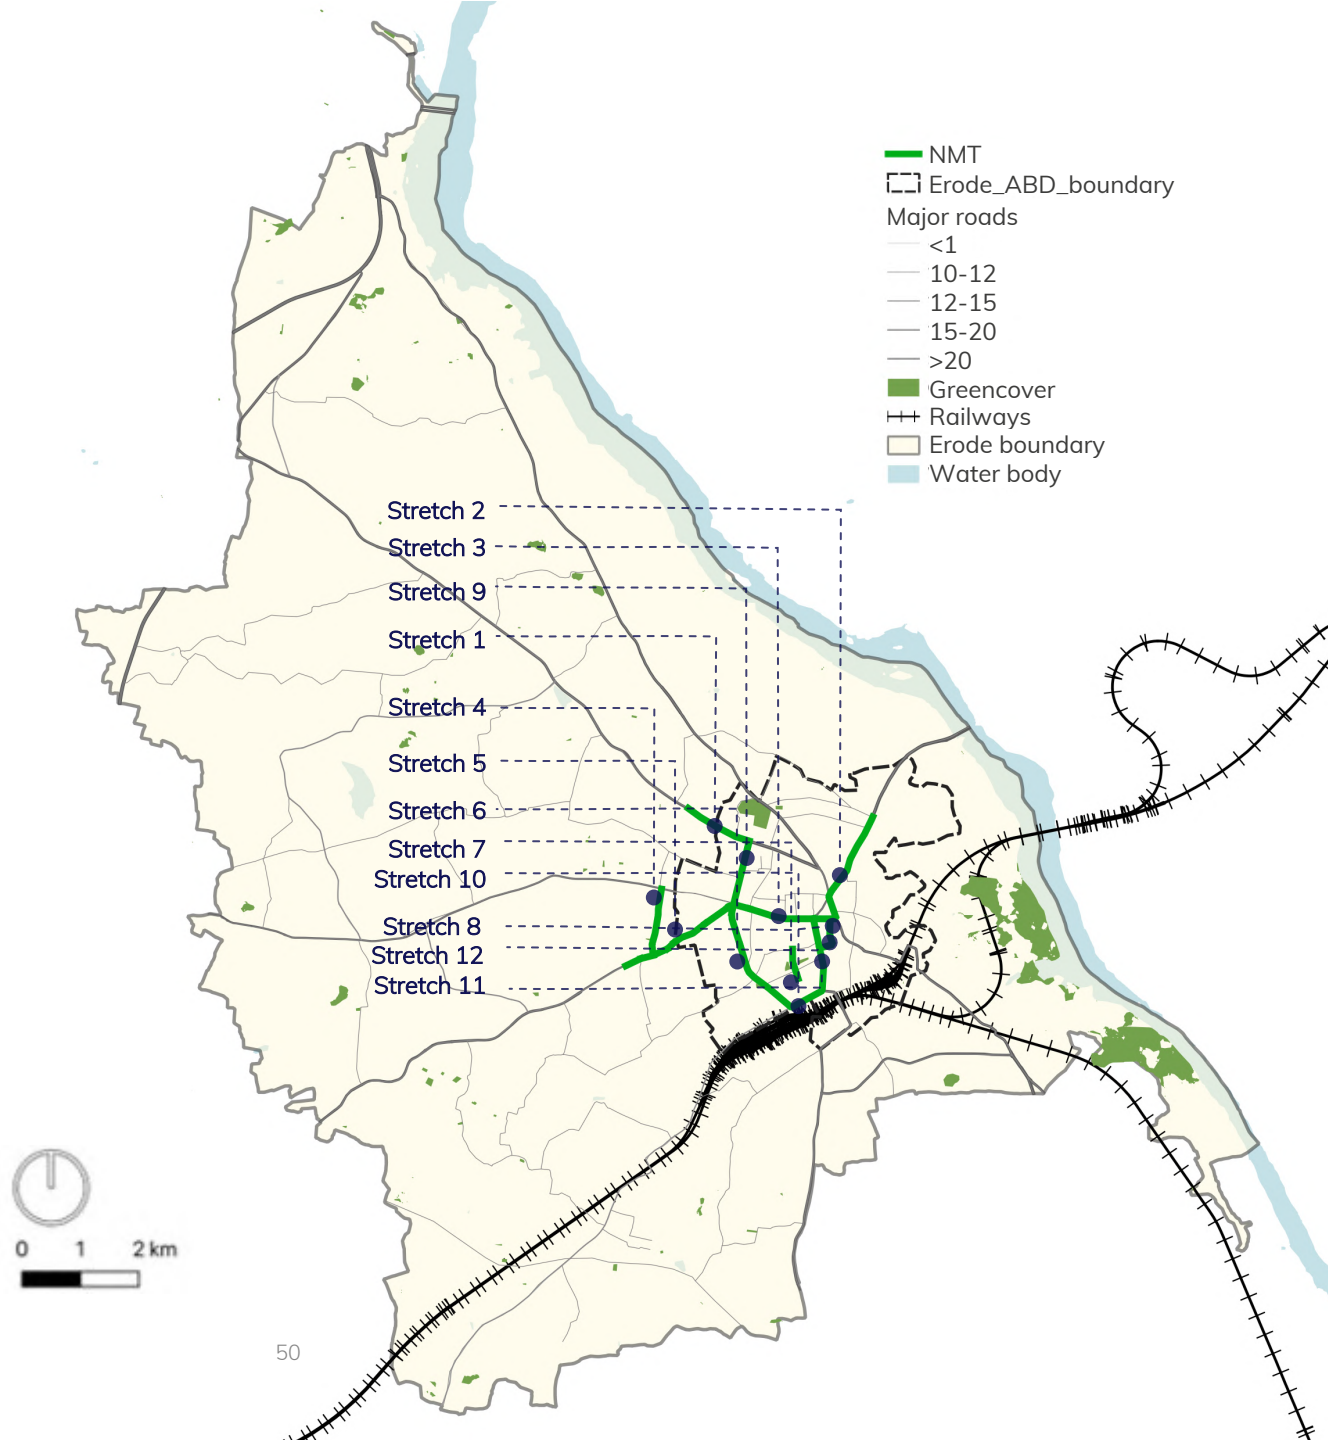 NMT
Erode_ABD_boundary
Major roads
<1
10-12
12-15
15-20
>20
Greencover
Railways
Erode boundary
Water body
Stretch 2
Stretch 3
Stretch 9
Stretch 1
Stretch 4
Stretch 5
Stretch 6
Stretch 7
Stretch 10
Stretch 8
Stretch 12
Stretch 11
0 1 2 km
50